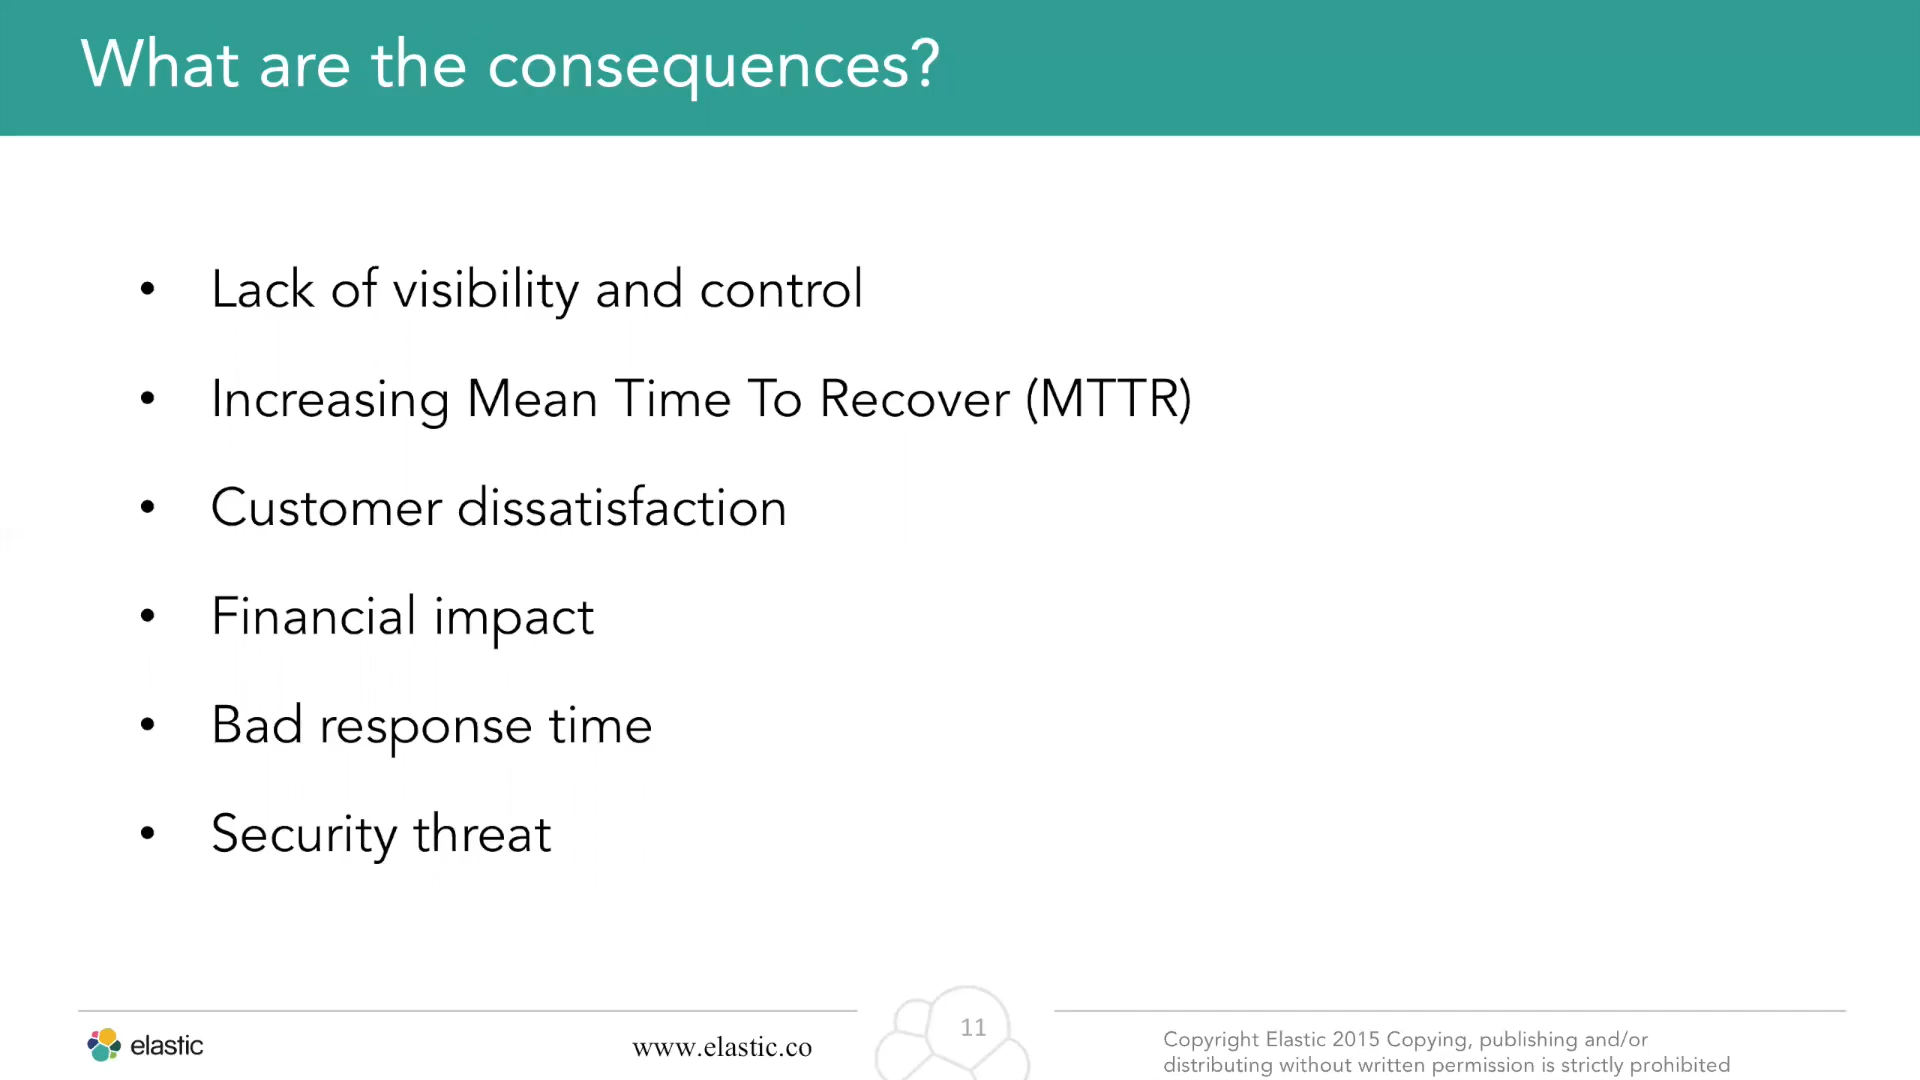 What are the consequences?
• Lack of visibility and control
• Increasing Mean Time To Recover (MTTR)
• Customer dissatisfaction
• Financial impact
• Bad response time
• Security threat
elastic
www.elastic.co
11
Copyright Elastic 2015 Copying, publishing and/or
distributing without written permission is strictly prohibited